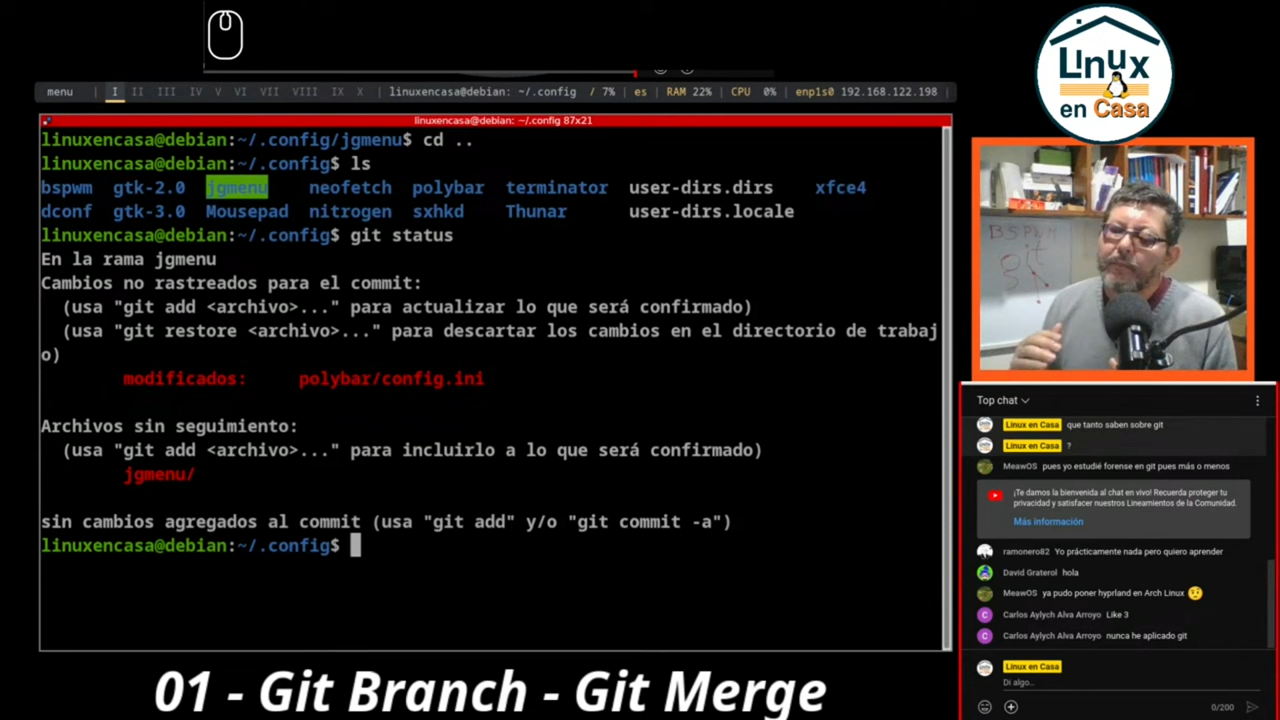 menu | I II III IV V VI VII VIII IX X | linuxencasa@debian: ~/.config / 7% | es | RAM 22% | CPU 0% | enp1s0 192.168.122.198 |
linuxencasa@debian: ~/.config 87x21
linuxencasa@debian:~/.config/jgmenu$ cd ..
linuxencasa@debian:~/.config$ ls
bspwm gtk-2.0 jgmenu neofetch polybar terminator user-dirs.dirs xfce4
dconf gtk-3.0 Mousepad nitrogen sxhkd Thunar user-dirs.locale
linuxencasa@debian:~/.config$ git status
En la rama jgmenu
Cambios no rastreados para el commit:
(usa "git add <archivo>..." para actualizar lo que será confirmado)
(usa "git restore <archivo>..." para descartar los cambios en el directorio de trabaj
o)
modificados: polybar/config.ini
Archivos sin seguimiento:
(usa "git add <archivo>..." para incluirlo a lo que será confirmado)
jgmenu/
sin cambios agregados al commit (usa "git add" y/o "git commit -a")
linuxencasa@debian:~/.config$
01 - Git Branch - Git Merge
Linux
en Casa
BSPWM
Top chat
Linux en Casa que tanto saben sobre git
Linux en Casa ?
MeawOS pues yo estudié forense en git pues más o menos
¡Te damos la bienvenida al chat en vivo! Recuerda proteger tu
privacidad y satisfacer nuestros Lineamientos de la Comunidad.
Más información
ramonero82 Yo prácticamente nada pero quiero aprender
David Graterol hola
MeawOS ya pudo poner hyprland en Arch Linux
Carlos Aylych Alva Arroyo Like 3
Carlos Aylych Alva Arroyo nunca he aplicado git
Linux en Casa
Di algo...
0/200